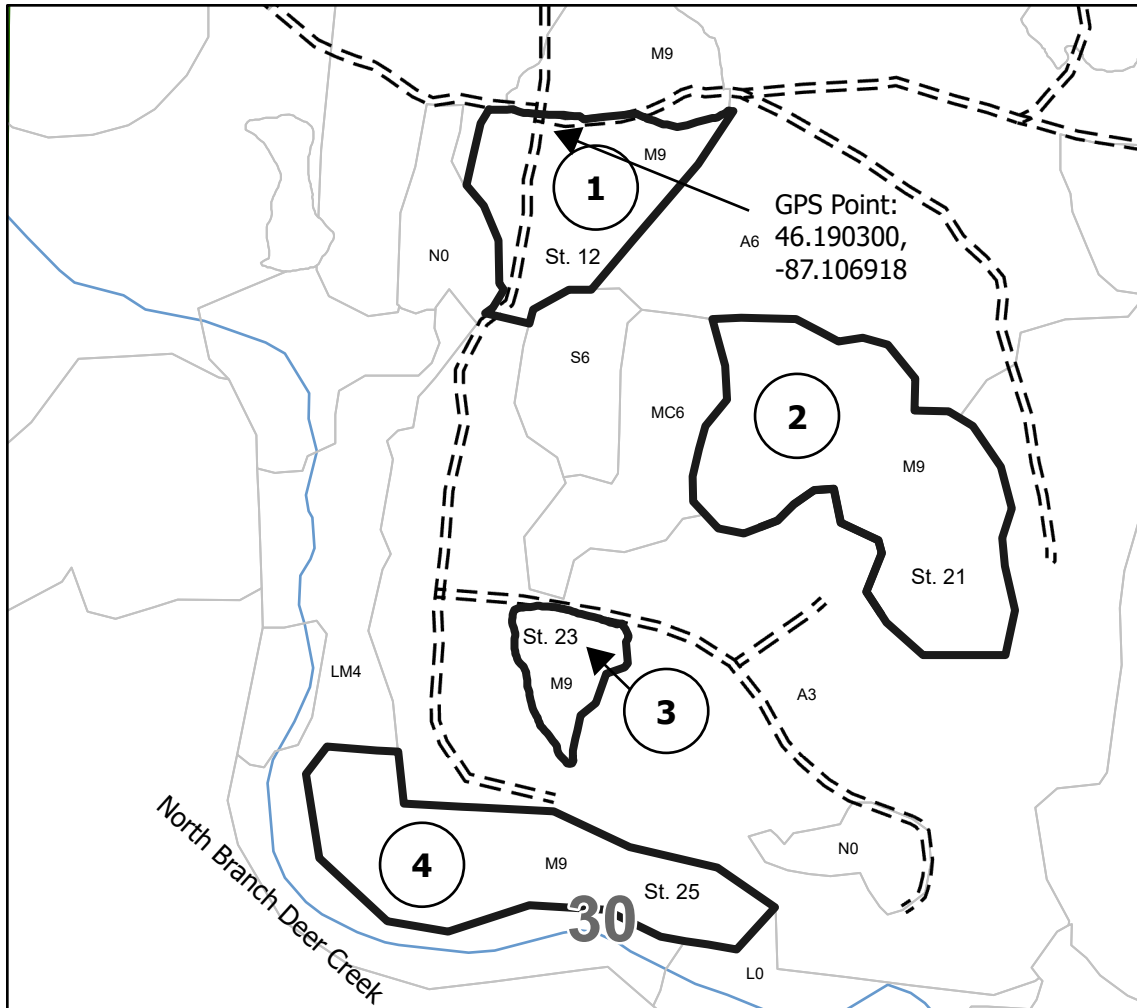 M9
M9
1
GPS Point:
46.190300,
-87.106918
A6
N0
St. 12
S6
MC6
2
M9
St. 21
St. 23
LM4
M9
3
A3
North Branch Deer Creek
4
M9
N0
St. 25
30
L0